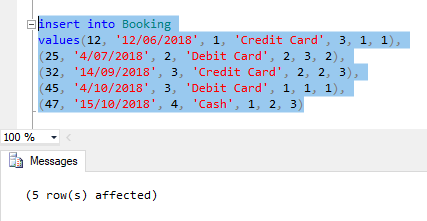 insert into Booking
values(12, '12/06/2018', 1, 'Credit Card', 3, 1, 1),
(25, '4/07/2018', 2, 'Debit Card', 2, 3, 2),
(32, '14/09/2018', 3, 'Credit Card', 2, 2, 3),
(45, '4/10/2018', 3, 'Debit Card', 1, 1, 1),
(47, '15/10/2018', 4, 'Cash', 1, 2, 3)
100 %
Messages
(5 row(s) affected)